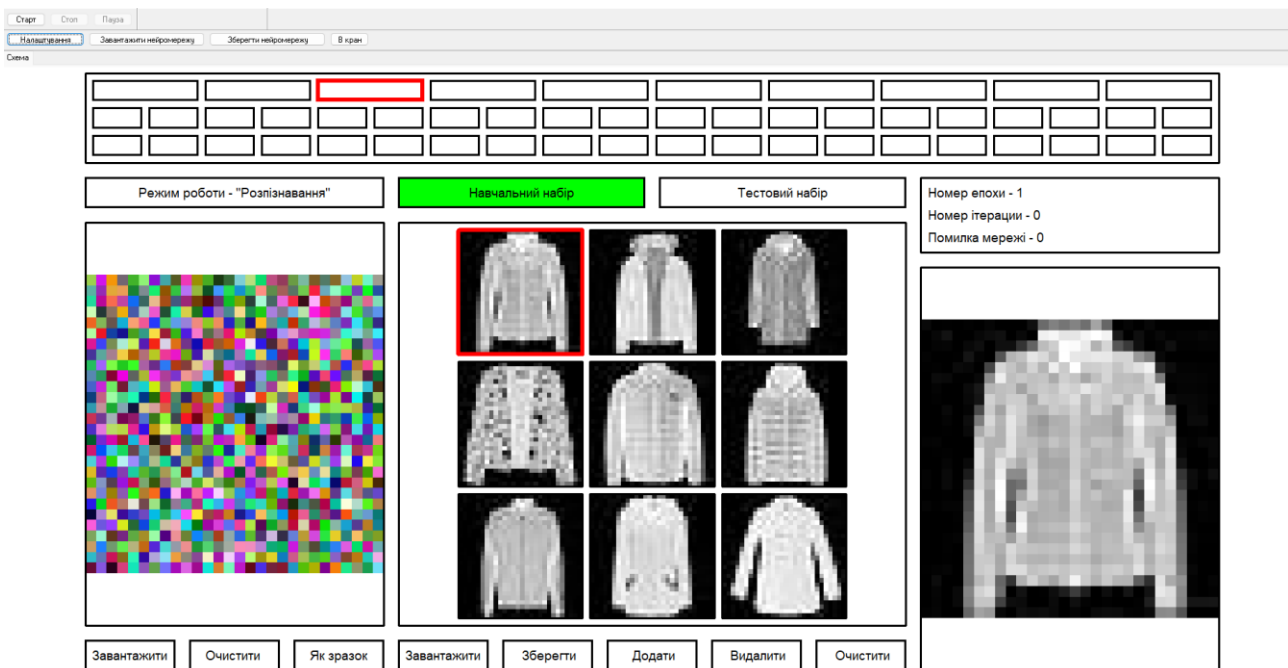 Старт Стоп Пауза
Налаштування Завантажити нейромережу Зберегти нейромережу В кран
Схема
Режим роботи - "Розпізнавання" Навчальний набір Тестовий набір
Номер епохи - 1
Номер ітерации - 0
Помилка мережі - 0
Завантажити Очистити Як зразок Завантажити Зберегти Додати Видалити Очистити